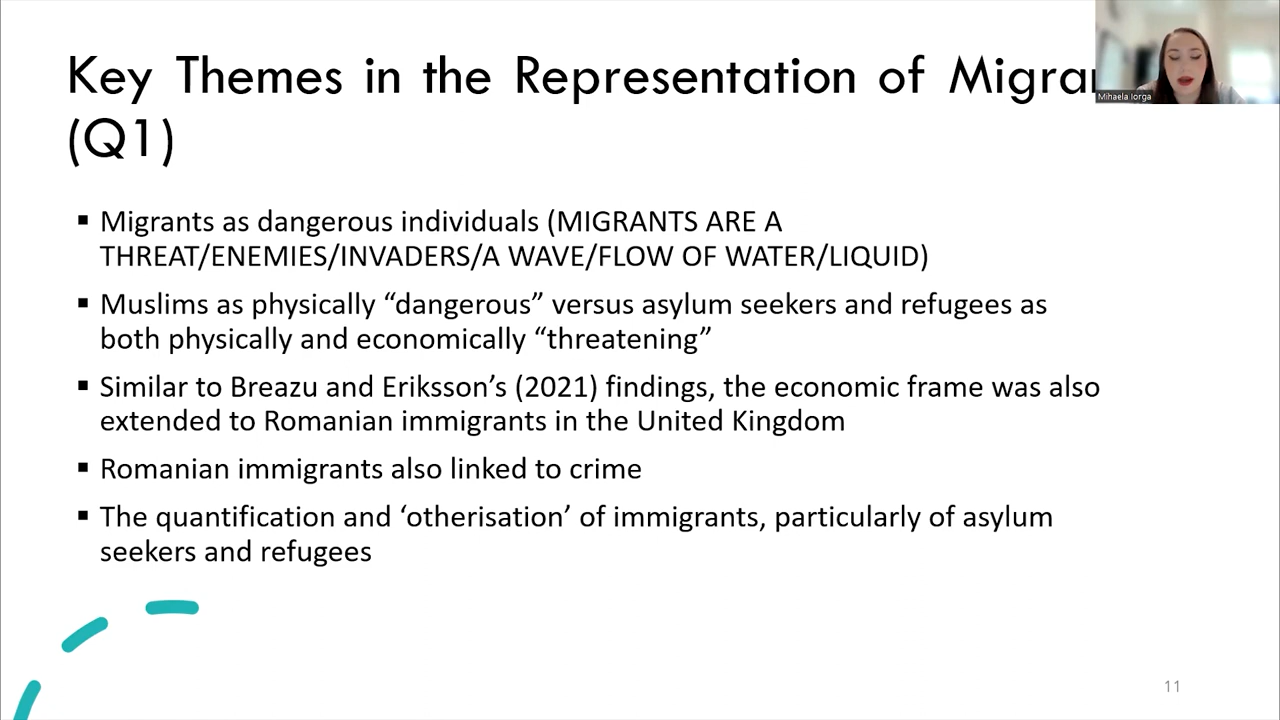 Key Themes in the Representation of
(Q1)
Mihaela Iorga
▪ Migrants as dangerous individuals (MIGRANTS ARE A
THREAT/ENEMIES/INVADERS/A WAVE/FLOW OF WATER/LIQUID)
▪ Muslims as physically “dangerous” versus asylum seekers and refugees as
both physically and economically “threatening”
▪ Similar to Breazu and Eriksson’s (2021) findings, the economic frame was also
extended to Romanian immigrants in the United Kingdom
▪ Romanian immigrants also linked to crime
▪ The quantification and ‘otherisation’ of immigrants, particularly of asylum
seekers and refugees
11